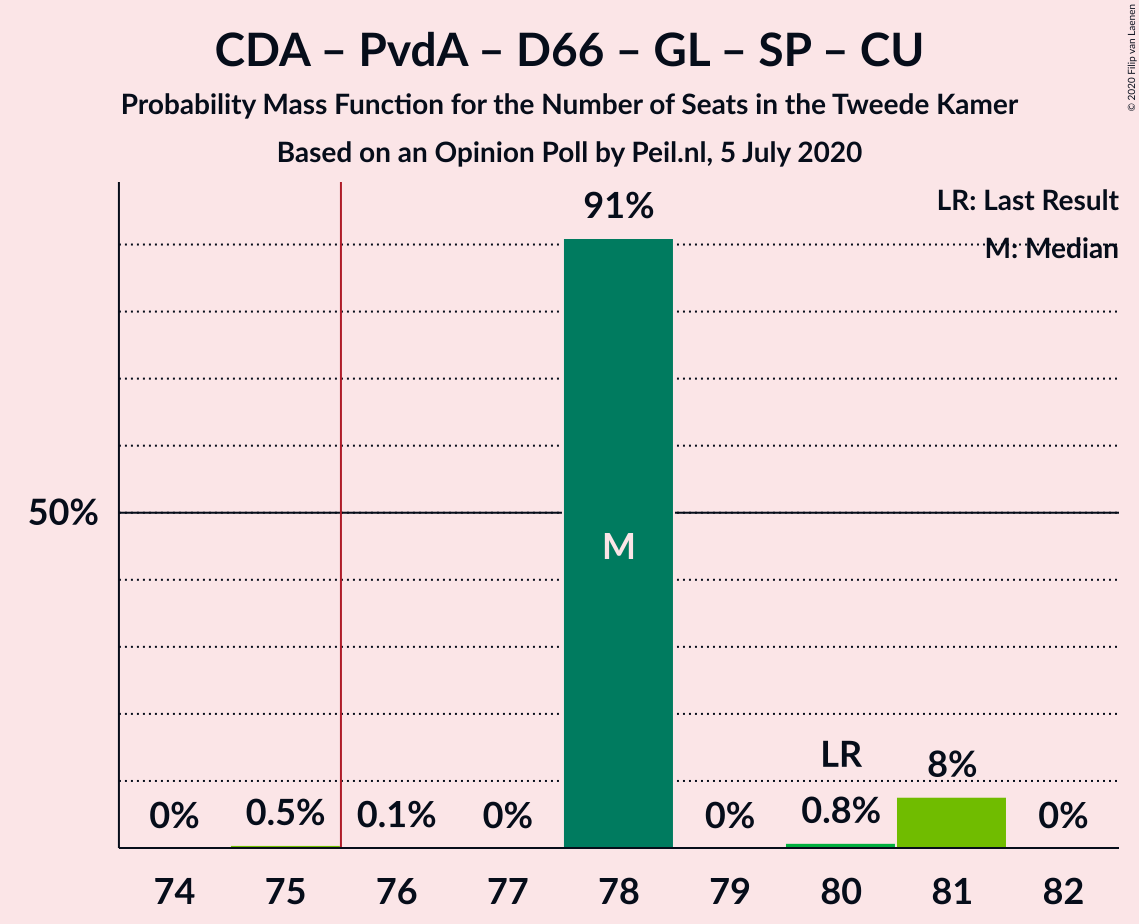 CDA – PvdA – D66 – GL – SP – CU
Probability Mass Function for the Number of Seats in the Tweede Kamer
Based on an Opinion Poll by Peil.nl, 5 July 2020
© 2020 Filip van Laenen
LR: Last Result
M: Median
91%
50%
M
LR
8%
0% 0.5% 0.1% 0% 0% 0.8% 0%
74 75 76 77 78 79 80 81 82